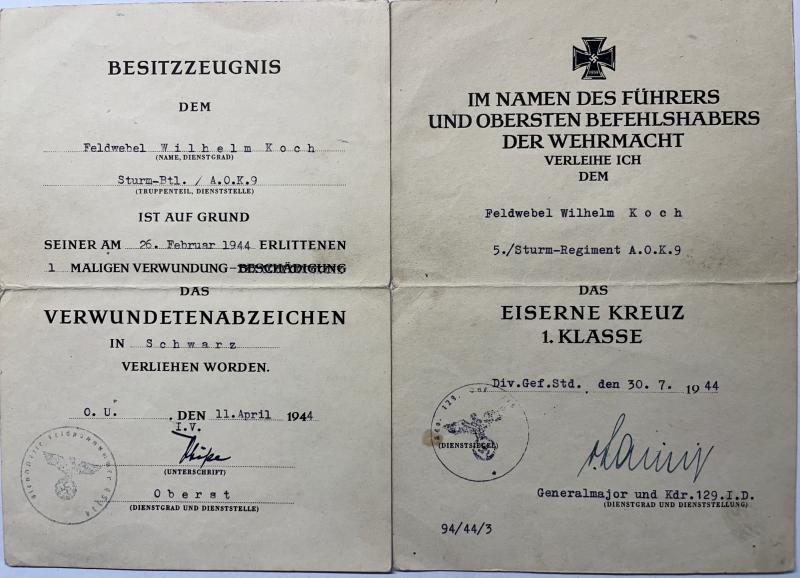 BESITZZEUGNIS
DEM
Feldwebel Wilhelm Koch
(NAME, DIENSTGRAD)
Sturm-Btl. / A.O.K.9
(TRUPPENTEIL, DIENSTSTELLE)
IST AUF GRUND
SEINER AM 26. Februar 1944 ERLITTENEN
1 MALIGEN VERWUNDUNG – BESCHÄDIGUNG
DAS
VERWUNDETENABZEICHEN
IN Schwarz
VERLIEHEN WORDEN.
O. U. , DEN 11. April 1944
I.V.
(UNTERSCHRIFT)
Oberst
(DIENSTGRAD UND DIENSTSTELLE)
IM NAMEN DES FÜHRERS
UND OBERSTEN BEFEHLSHABERS
DER WEHRMACHT
VERLEIHE ICH
DEM
Feldwebel Wilhelm Koch
5./Sturm-Regiment A.O.K.9
DAS
EISERNE KREUZ
1. KLASSE
Div.Gef.Std. , den 30. 7. 1944
(DIENSTSIEGEL)
Generalmajor und Kdr.129.I.D.
(DIENSTGRAD UND DIENSTSTELLUNG)
94/44/3